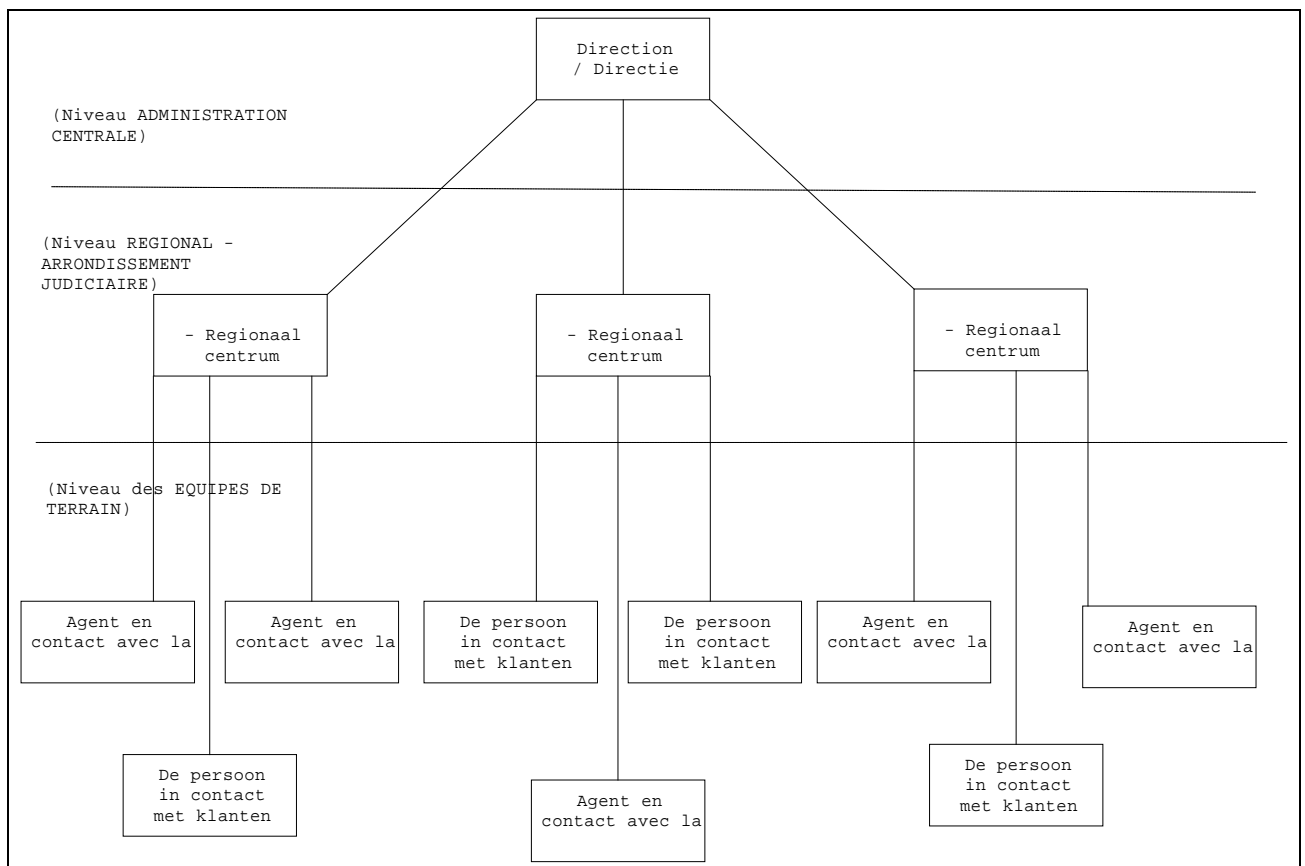 Direction
/ Directie
(Niveau ADMINISTRATION
CENTRALE)
(Niveau REGIONAL -
ARRONDISSEMENT
JUDICIAIRE)
- Regionaal
centrum
- Regionaal
centrum
- Regionaal
centrum
(Niveau des EQUIPES DE
TERRAIN)
Agent en
contact avec la
Agent en
contact avec la
De persoon
in contact
met klanten
De persoon
in contact
met klanten
Agent en
contact avec la
Agent en
contact avec la
De persoon
in contact
met klanten
Agent en
contact avec la
De persoon
in contact
met klanten